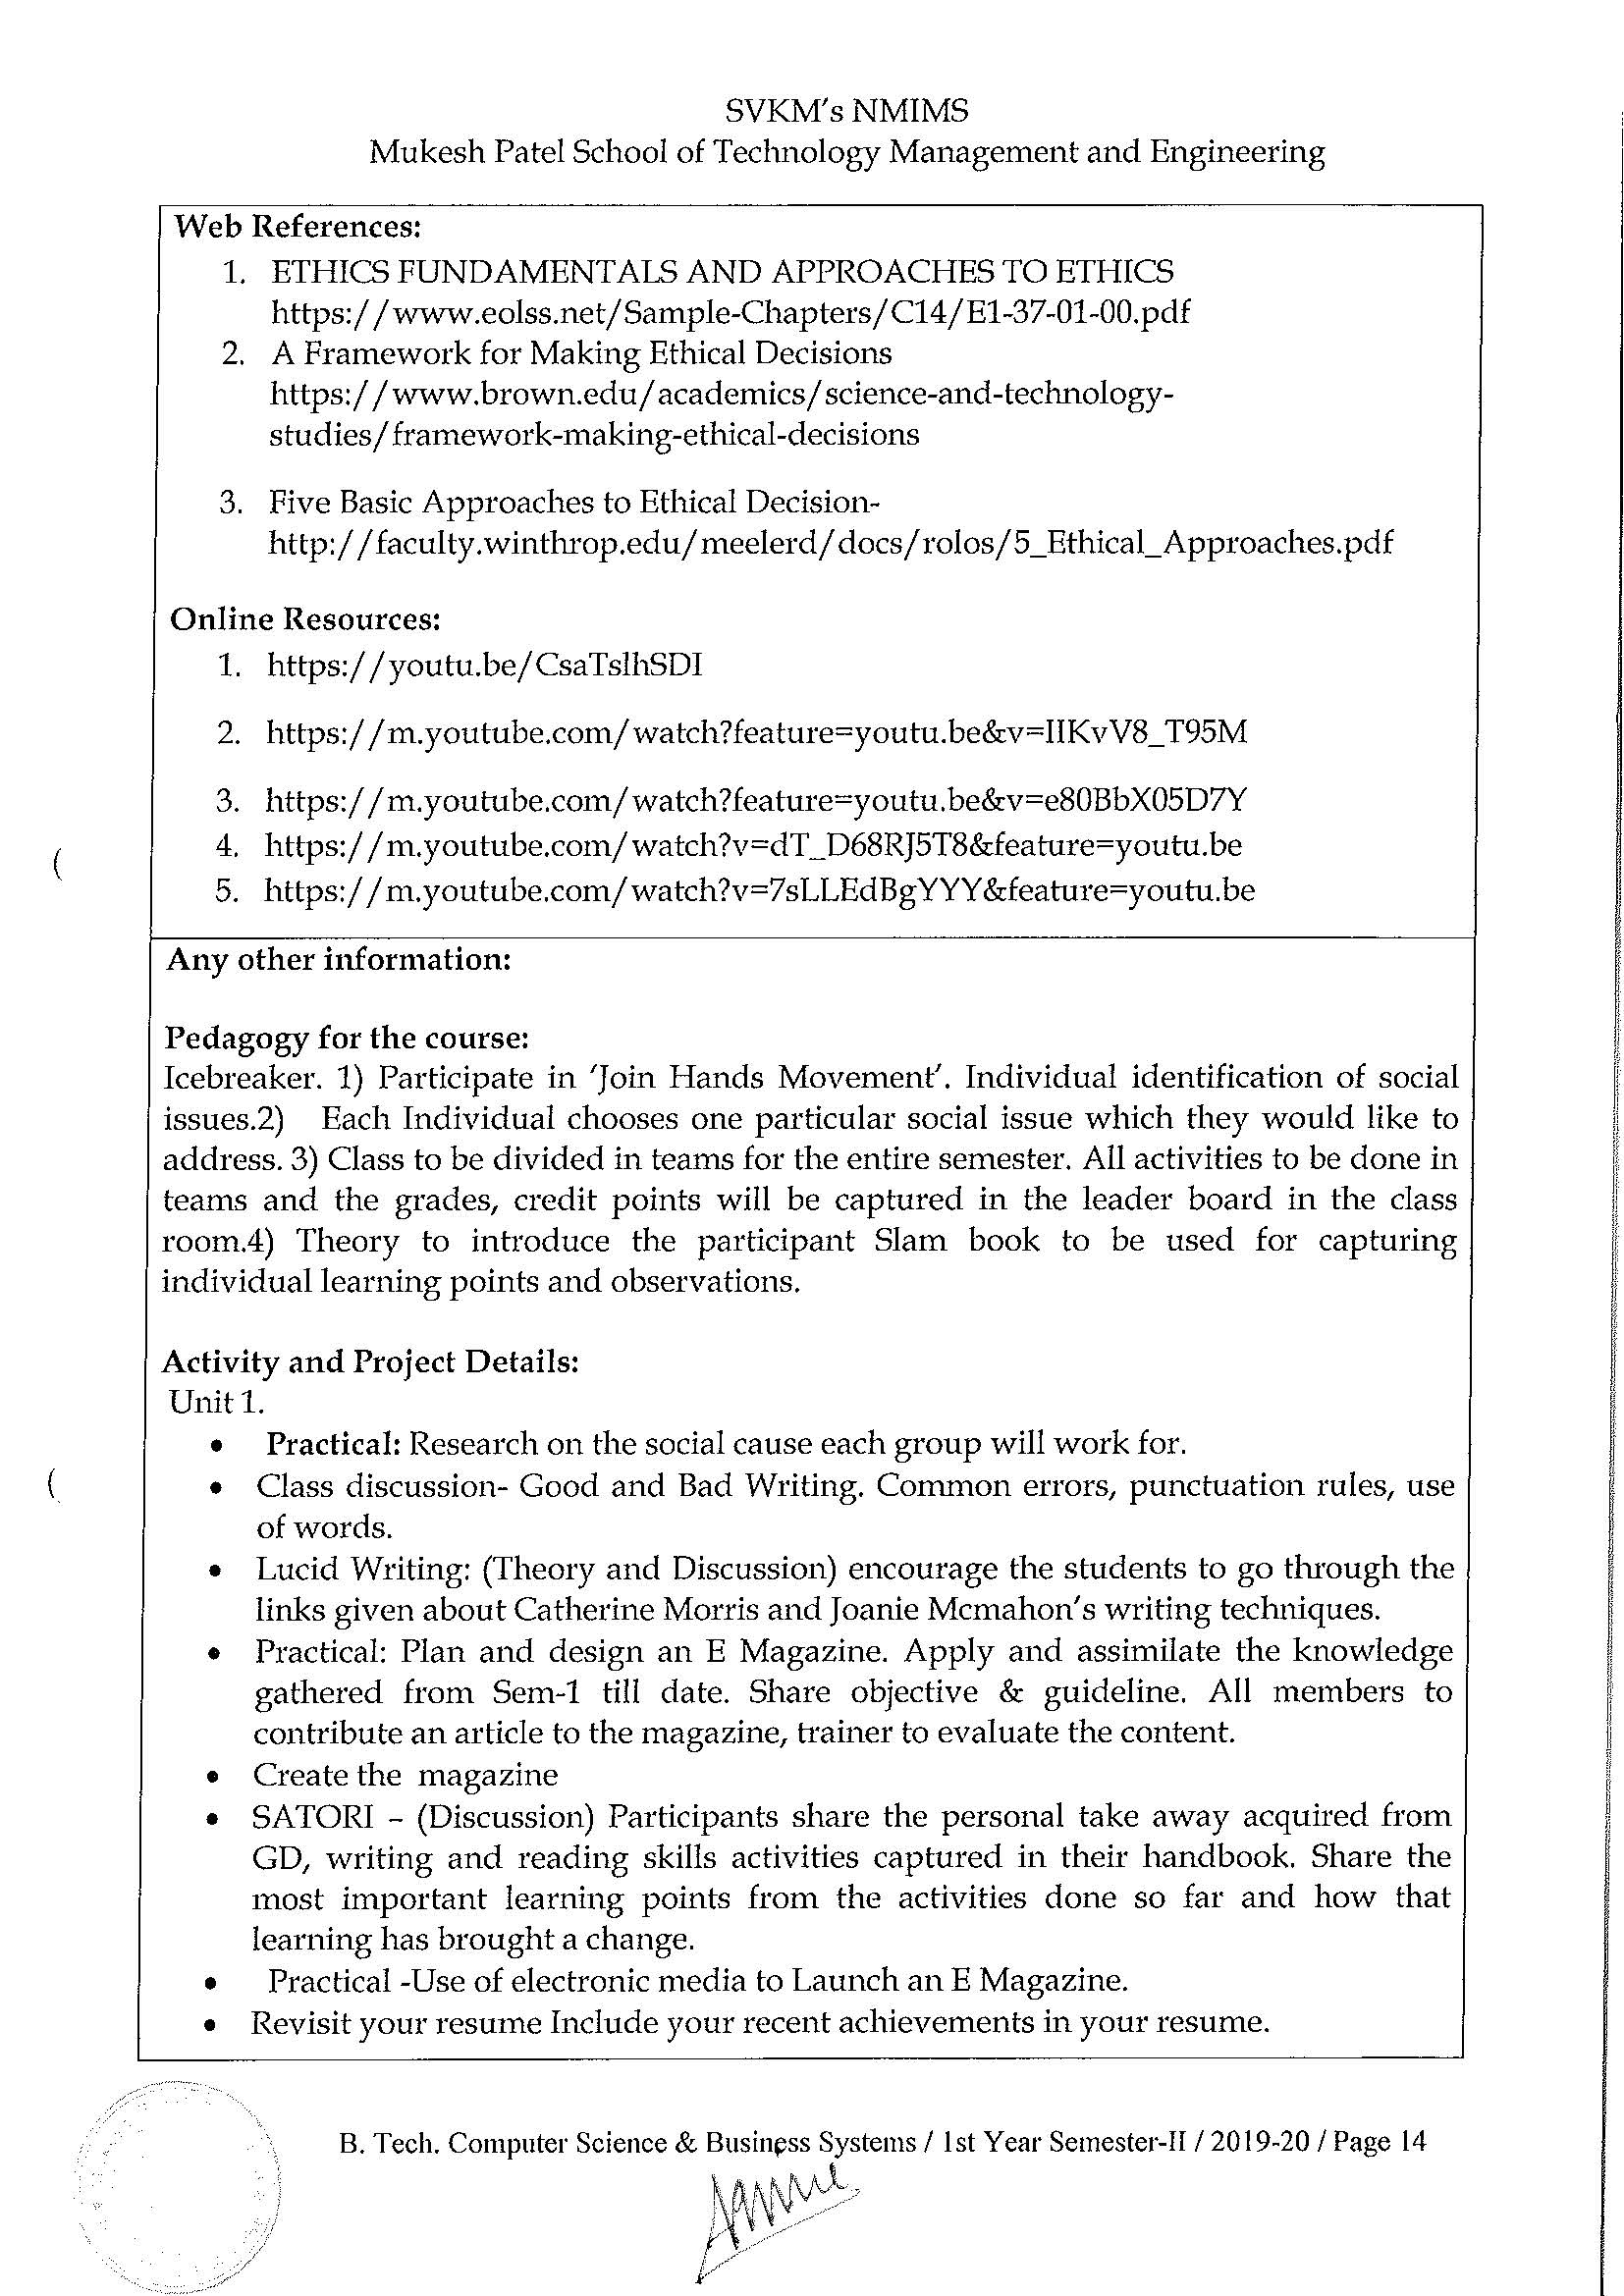 SVKM's NMIMS
Mukesh Patel School of Technology Management and Engineering
Web References:
1. ETHICS FUNDAMENTALS AND APPROACHES TO ETHICS
https://www.eolss.net/Sample-Chapters/C14/E1-37-01-00.pdf
2. A Framework for Making Ethical Decisions
https://www.brown.edu/academics/science-and-technology-
studies/framework-making-ethical-decisions
3. Five Basic Approaches to Ethical Decision-
http://faculty.winthrop.edu/meelerd/docs/rolos/5_Ethical_Approaches.pdf
Online Resources:
1. https://youtu.be/CsaTslhSDI
2. https://m.youtube.com/watch?feature=youtu.be&v=IIKvV8_T95M
3. https://m.youtube.com/watch?feature=youtu.be&v=e80BbX05D7Y
4. https://m.youtube.com/watch?v=dT_D68RJ5T8&feature=youtu.be
5. https://m.youtube.com/watch?v=7sLLEdBgYYY&feature=youtu.be
Any other information:
Pedagogy for the course:
Icebreaker. 1) Participate in 'Join Hands Movement'. Individual identification of social
issues.2) Each Individual chooses one particular social issue which they would like to
address. 3) Class to be divided in teams for the entire semester. All activities to be done in
teams and the grades, credit points will be captured in the leader board in the class
room.4) Theory to introduce the participant Slam book to be used for capturing
individual learning points and observations.
Activity and Project Details:
Unit 1.
• Practical: Research on the social cause each group will work for.
• Class discussion- Good and Bad Writing. Common errors, punctuation rules, use
of words.
• Lucid Writing: (Theory and Discussion) encourage the students to go through the
links given about Catherine Morris and Joanie Mcmahon's writing techniques.
• Practical: Plan and design an E Magazine. Apply and assimilate the knowledge
gathered from Sem-1 till date. Share objective & guideline. All members to
contribute an article to the magazine, trainer to evaluate the content.
• Create the magazine
• SATORI – (Discussion) Participants share the personal take away acquired from
GD, writing and reading skills activities captured in their handbook. Share the
most important learning points from the activities done so far and how that
learning has brought a change.
• Practical -Use of electronic media to Launch an E Magazine.
• Revisit your resume Include your recent achievements in your resume.
B. Tech. Computer Science & Business Systems / 1st Year Semester-II / 2019-20 / Page 14